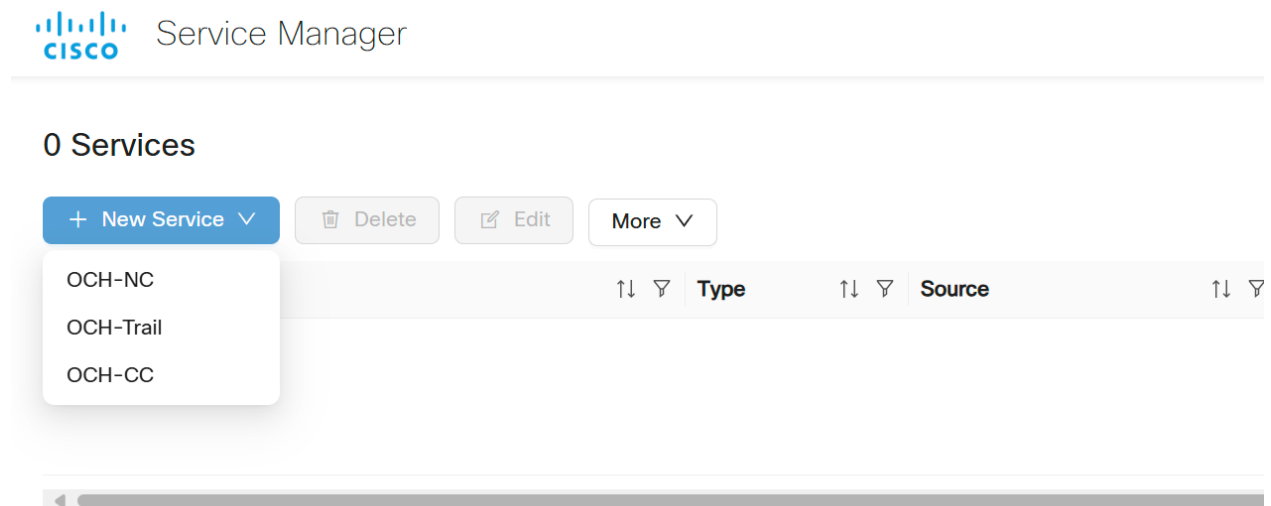 CISCO Service Manager
0 Services
+ New Service Delete Edit More
OCH-NC
OCH-Trail
OCH-CC
Type Source